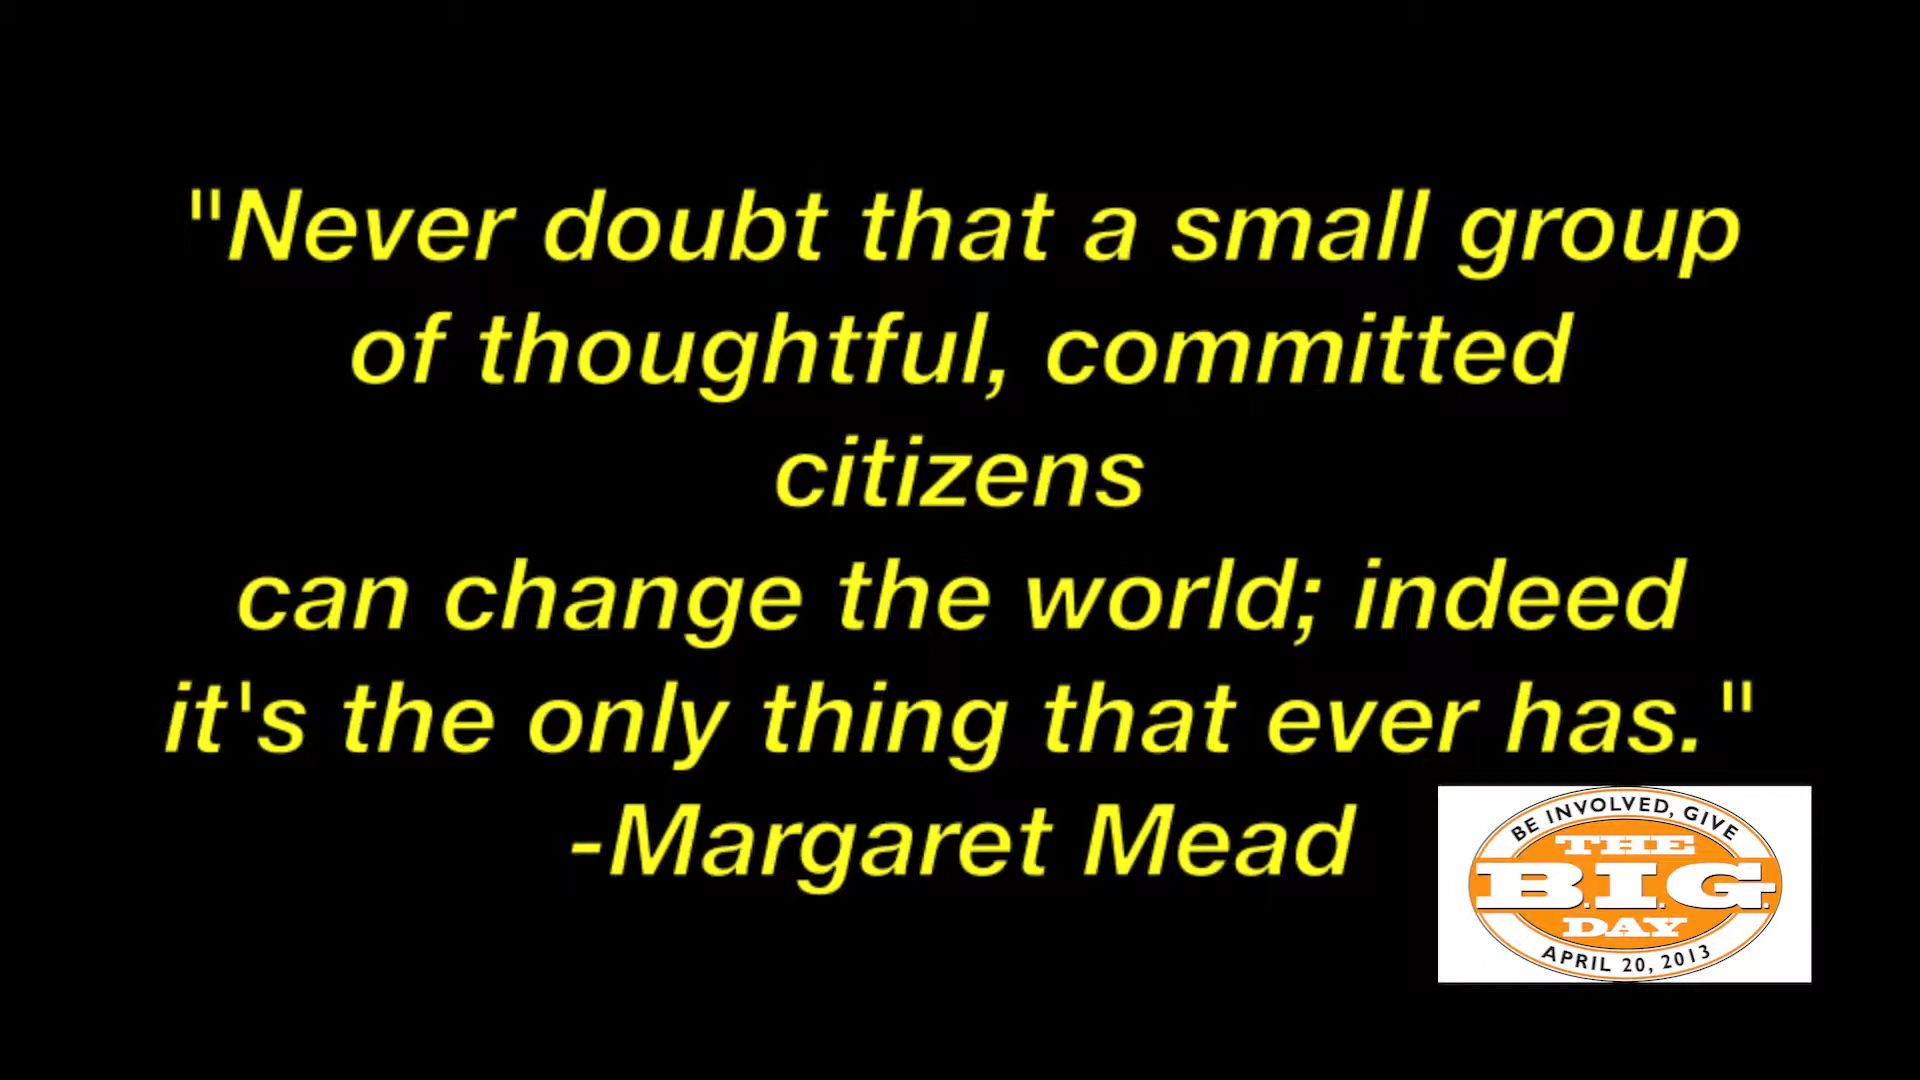 "Never doubt that a small group
of thoughtful, committed
citizens
can change the world; indeed
it's the only thing that ever has."
-Margaret Mead
BE INVOLVED, GIVE
THE
B.I.G.
DAY
APRIL 20, 2013